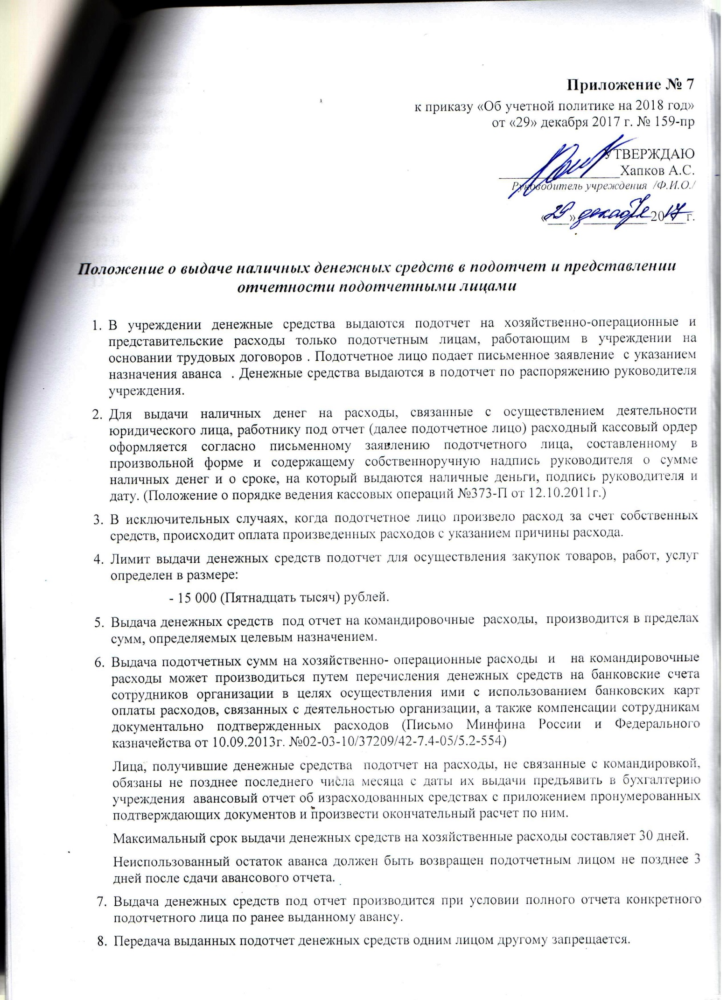 Приложение № 7
к приказу «Об учетной политике на 2018 год»
от «29» декабря 2017 г. № 159-пр
УТВЕРЖДАЮ
Хапков А.С.
Руководитель учреждения /Ф.И.О./
«29» декабря 2017 г.
Положение о выдаче наличных денежных средств в подотчет и представлении
отчетности подотчетными лицами
1. В учреждении денежные средства выдаются подотчет на хозяйственно-операционные и
представительские расходы только подотчетным лицам, работающим в учреждении на
основании трудовых договоров . Подотчетное лицо подает письменное заявление с указанием
назначения аванса . Денежные средства выдаются в подотчет по распоряжению руководителя
учреждения.
2. Для выдачи наличных денег на расходы, связанные с осуществлением деятельности
юридического лица, работнику под отчет (далее подотчетное лицо) расходный кассовый ордер
оформляется согласно письменному заявлению подотчетного лица, составленному в
произвольной форме и содержащему собственноручную надпись руководителя о сумме
наличных денег и о сроке, на который выдаются наличные деньги, подпись руководителя и
дату. (Положение о порядке ведения кассовых операций №373-П от 12.10.2011г.)
3. В исключительных случаях, когда подотчетное лицо произвело расход за счет собственных
средств, происходит оплата произведенных расходов с указанием причины расхода.
4. Лимит выдачи денежных средств подотчет для осуществления закупок товаров, работ, услуг
определен в размере:
- 15 000 (Пятнадцать тысяч) рублей.
5. Выдача денежных средств под отчет на командировочные расходы, производится в пределах
сумм, определяемых целевым назначением.
6. Выдача подотчетных сумм на хозяйственно- операционные расходы и на командировочные
расходы может производиться путем перечисления денежных средств на банковские счета
сотрудников организации в целях осуществления ими с использованием банковских карт
оплаты расходов, связанных с деятельностью организации, а также компенсации сотрудникам
документально подтвержденных расходов (Письмо Минфина России и Федерального
казначейства от 10.09.2013г. №02-03-10/37209/42-7.4-05/5.2-554)
Лица, получившие денежные средства подотчет на расходы, не связанные с командировкой,
обязаны не позднее последнего числа месяца с даты их выдачи предъявить в бухгалтерию
учреждения авансовый отчет об израсходованных средствах с приложением пронумерованных
подтверждающих документов и произвести окончательный расчет по ним.
Максимальный срок выдачи денежных средств на хозяйственные расходы составляет 30 дней.
Неиспользованный остаток аванса должен быть возвращен подотчетным лицом не позднее 3
дней после сдачи авансового отчета.
7. Выдача денежных средств под отчет производится при условии полного отчета конкретного
подотчетного лица по ранее выданному авансу.
8. Передача выданных подотчет денежных средств одним лицом другому запрещается.